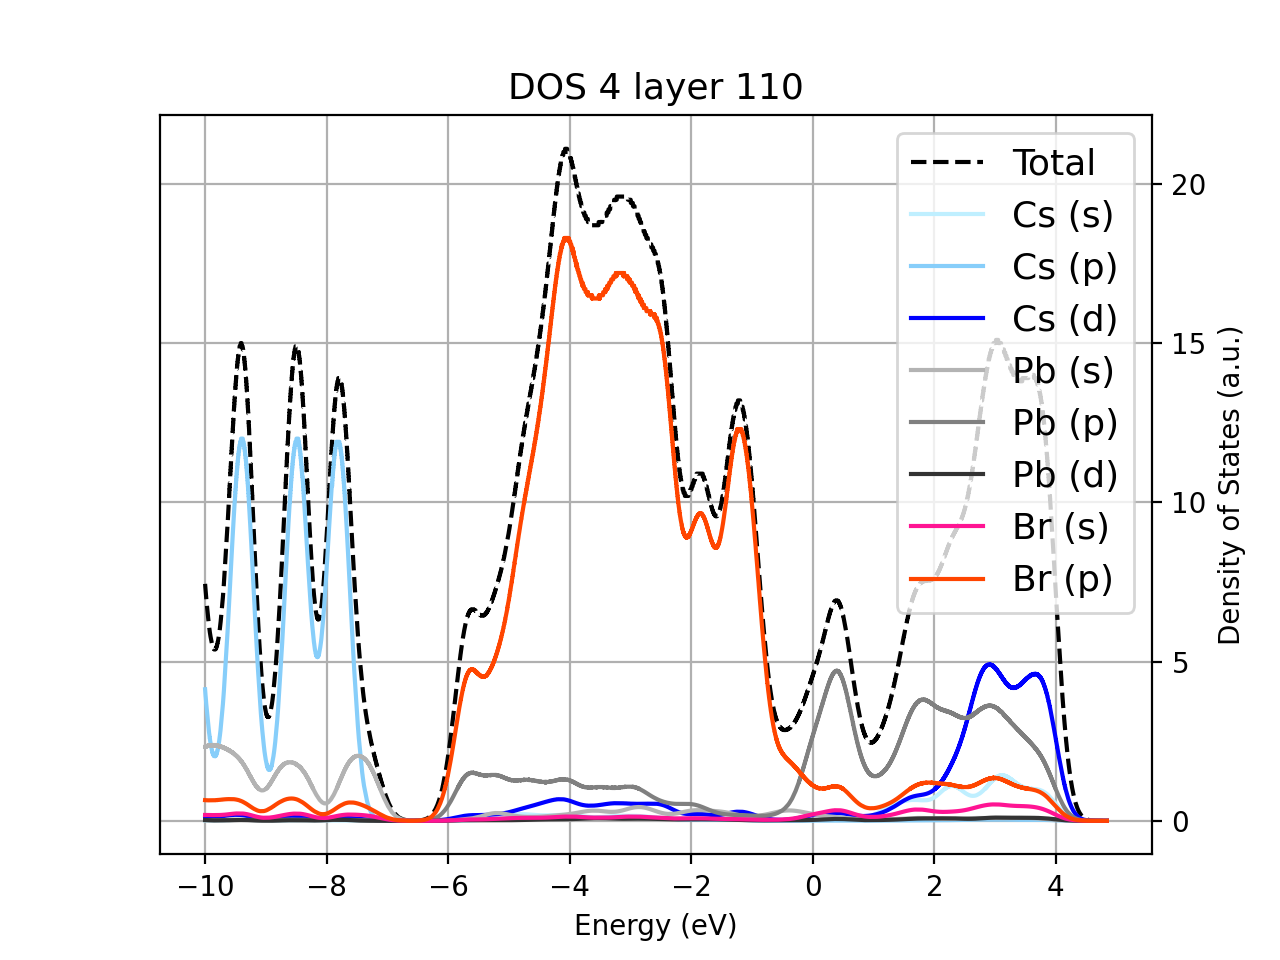 DOS 4 layer 110
Total
Cs (s)
Cs (p)
Cs (d)
Pb (s)
Pb (p)
Pb (d)
Br (s)
Br (p)
20
15
10
5
0
Density of States (a.u.)
−10 −8 −6 −4 −2 0 2 4
Energy (eV)